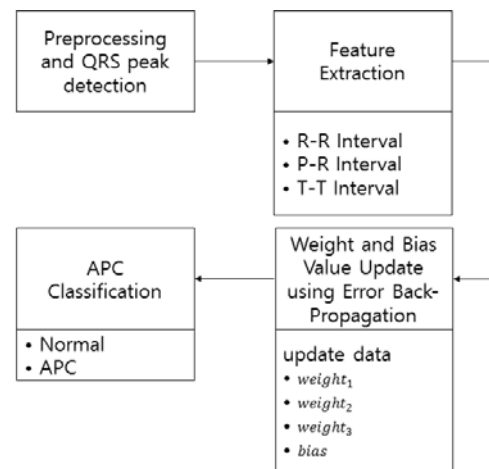 Preprocessing
and QRS peak
detection
Feature
Extraction
• R-R Interval
• P-R Interval
• T-T Interval
APC
Classification
• Normal
• APC
Weight and Bias
Value Update
using Error Back-
Propagation
update data
• weight₁
• weight₂
• weight₃
• bias